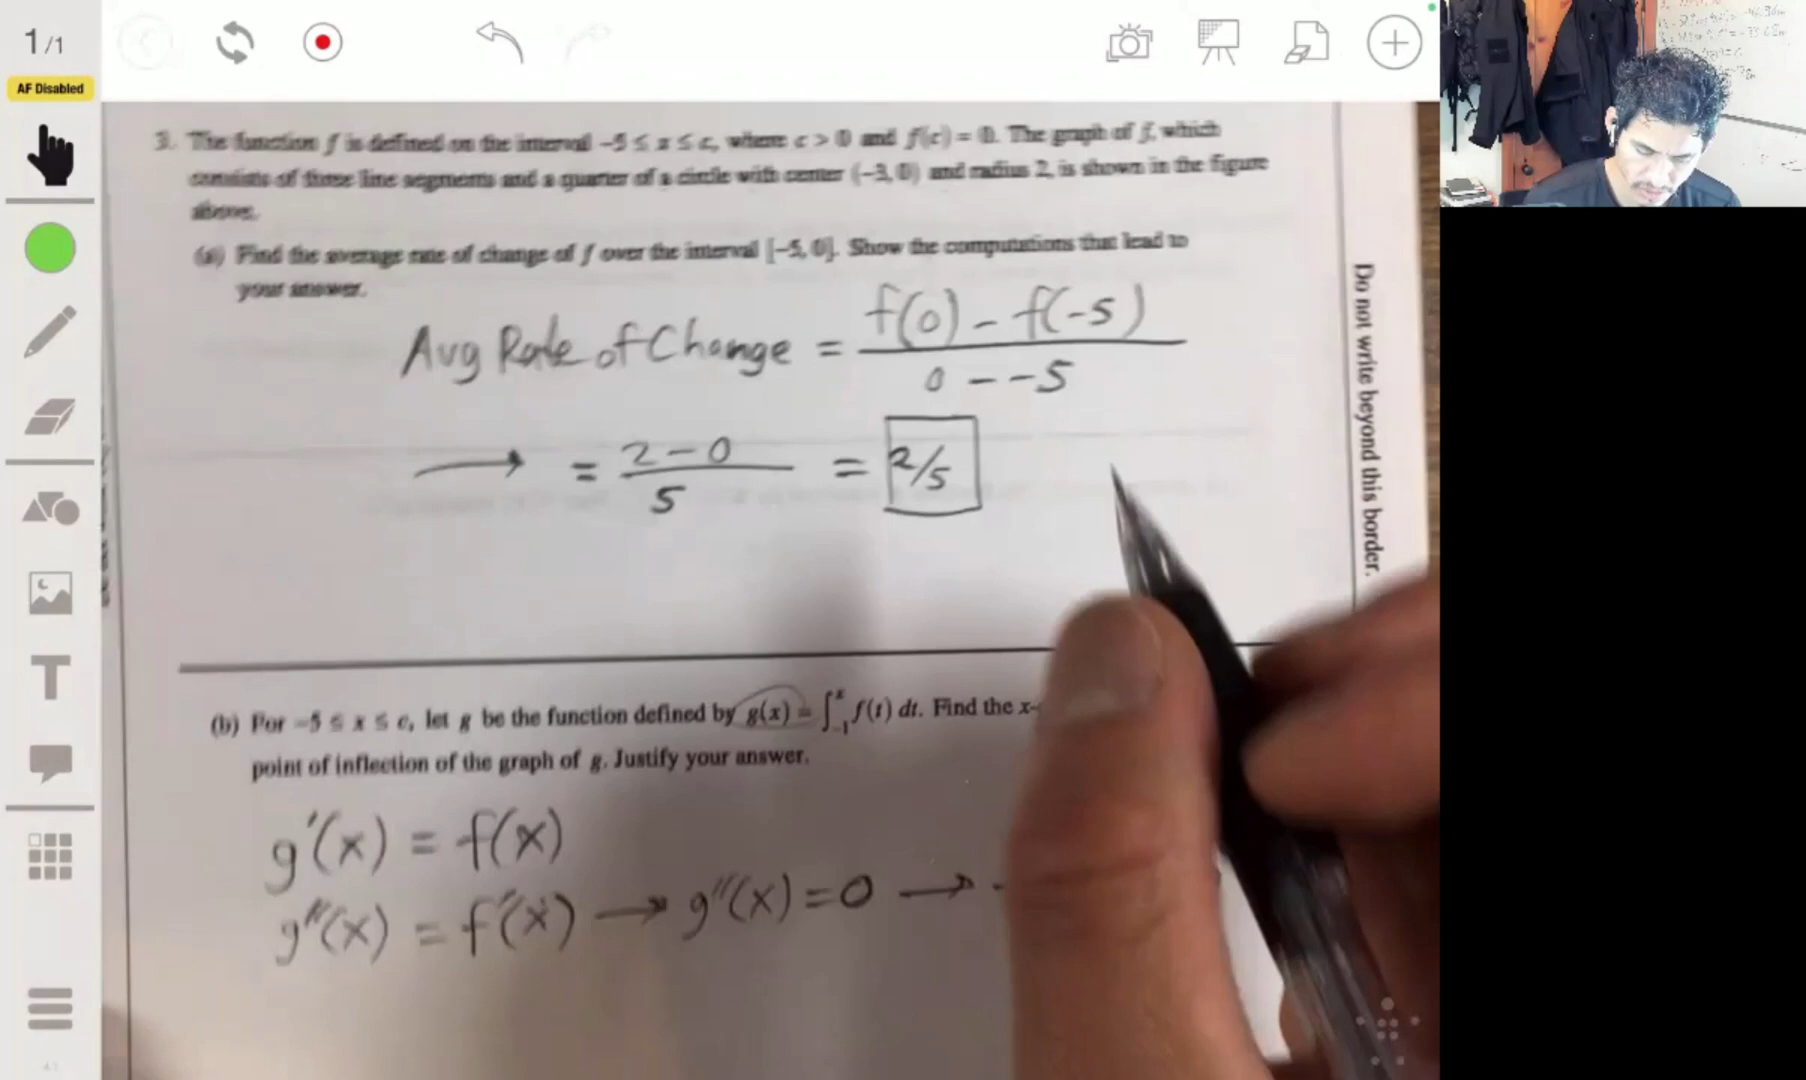 1/1
AF Disabled
3. The function f is defined on the interval −5 ≤ x ≤ c, where c > 0 and f(c) = 0. The graph of f, which
consists of three line segments and a quarter of a circle with center (−3, 0) and radius 2, is shown in the figure
above.
(a) Find the average rate of change of f over the interval [−5, 0]. Show the computations that lead to
your answer.
Avg Rate of Change = f(0) - f(-5) / 0 - -5
→ = 2-0 / 5 = 2/5
(b) For −5 ≤ x ≤ c, let g be the function defined by g(x) = ∫₋₁ˣ f(t) dt. Find the x-
point of inflection of the graph of g. Justify your answer.
g'(x) = f(x)
g"(x) = f'(x) → g"(x) = 0 →
Do not write beyond this border.
T